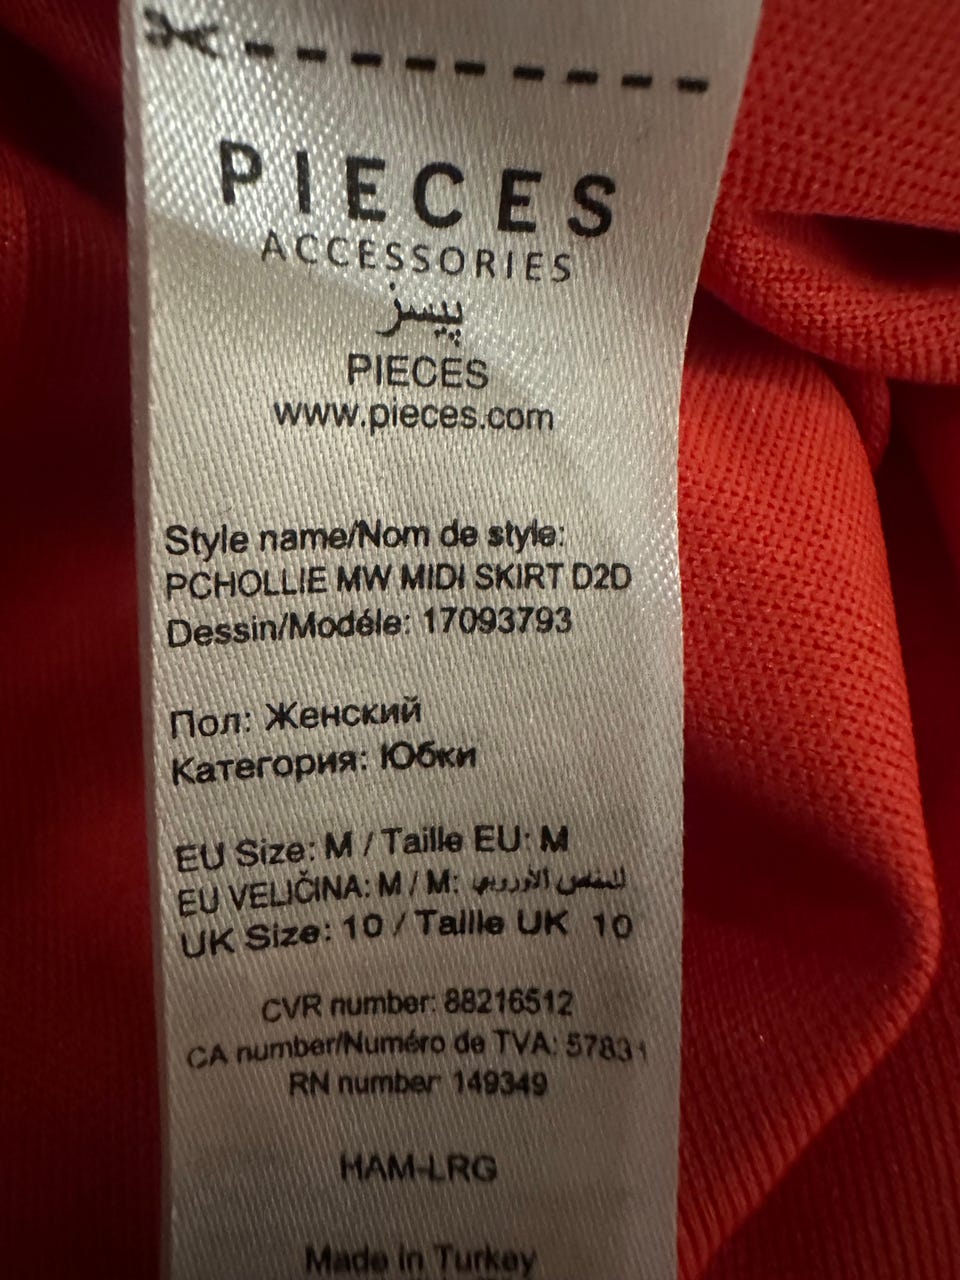 PIECES
ACCESSORIES
پیسز
PIECES
www.pieces.com
Style name/Nom de style:
PCHOLLIE MW MIDI SKIRT D2D
Dessin/Modéle: 17093793
Пол: Женский
Категория: Юбки
EU Size: M / Taille EU: M
EU VELIČINA: M / M: المقاس الأوروبي
UK Size: 10 / Taille UK 10
CVR number: 88216512
CA number/Numéro de TVA: 57831
RN number 149349
HAM-LRG
Made in Turkey